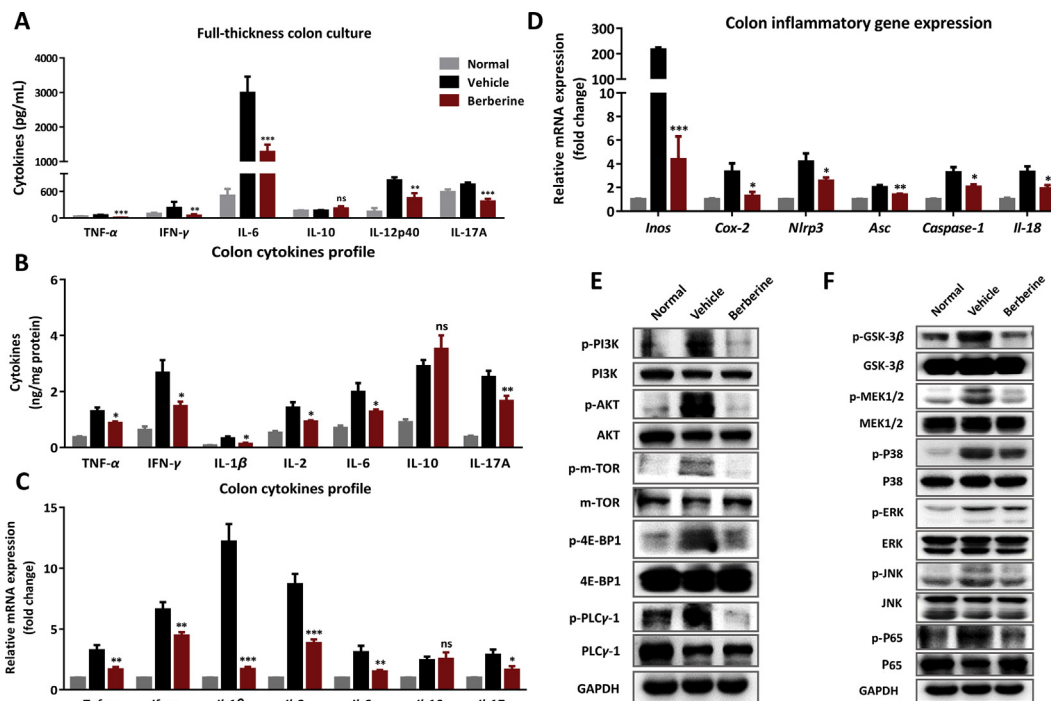 A
Full-thickness colon culture
Cytokines (pg/mL)
4000
3000
2000
1000
600
0
Normal
Vehicle
Berberine
*** ** *** ns ** ***
TNF-α IFN-γ IL-6 IL-10 IL-12p40 IL-17A
B
Colon cytokines profile
Cytokines
(ng/mg protein)
6
4
2
0
* * * * * ns **
TNF-α IFN-γ IL-1β IL-2 IL-6 IL-10 IL-17A
C
Colon cytokines profile
Relative mRNA expression
(fold change)
15
10
5
0
** ** *** *** ** ns *
D
Colon inflammatory gene expression
Relative mRNA expression
(fold change)
300
200
100
6
4
2
0
*** * * ** * *
Inos Cox-2 Nlrp3 Asc Caspase-1 Il-18
E
Normal Vehicle Berberine
p-PI3K
PI3K
p-AKT
AKT
p-m-TOR
m-TOR
p-4E-BP1
4E-BP1
p-PLCγ-1
PLCγ-1
GAPDH
F
Normal Vehicle Berberine
p-GSK-3β
GSK-3β
p-MEK1/2
MEK1/2
p-P38
P38
p-ERK
ERK
p-JNK
JNK
p-P65
P65
GAPDH